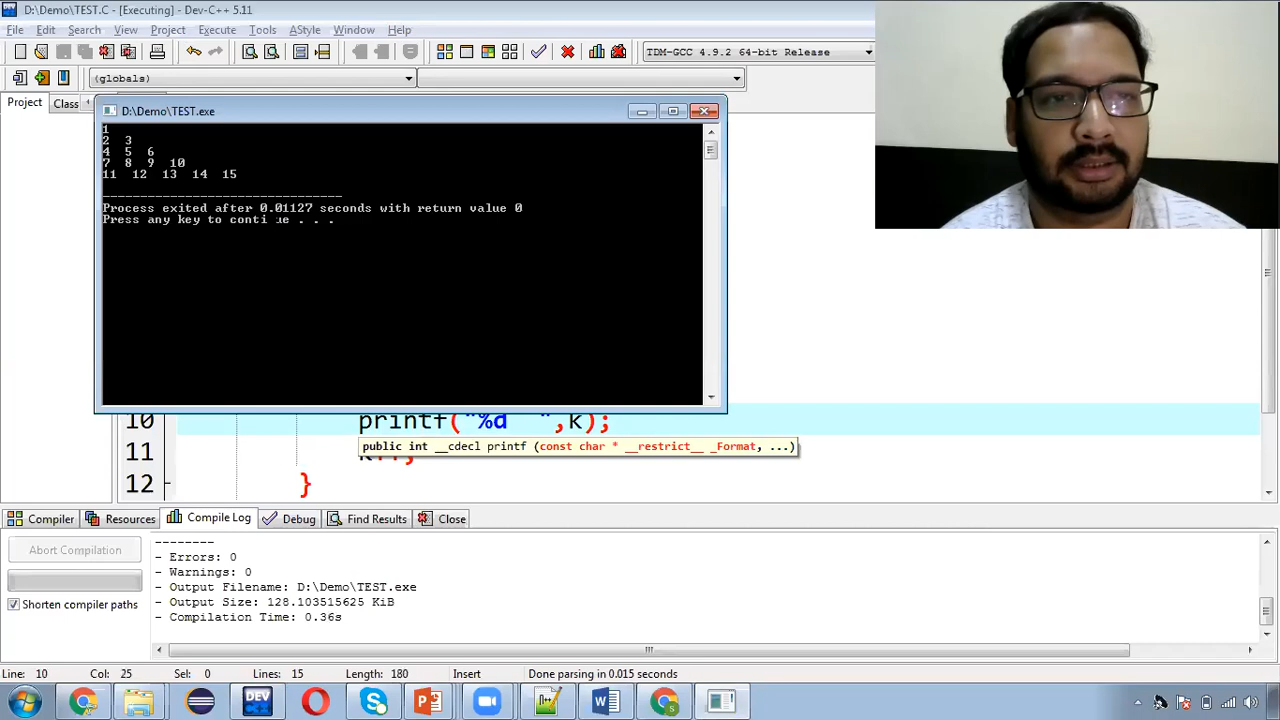 D:\Demo\TEST.C - [Executing] - Dev-C++ 5.11
File Edit Search View Project Execute Tools AStyle Window Help
TDM-GCC 4.9.2 64-bit Release
(globals)
Project Class
D:\Demo\TEST.exe
1
2 3
4 5 6
7 8 9 10
11 12 13 14 15
--------------------------------
Process exited after 0.01127 seconds with return value 0
Press any key to conti ue . . .
10 printf("%d ",k);
public int __cdecl printf (const char * __restrict__ _Format, ...)
11
12 }
Compiler Resources Compile Log Debug Find Results Close
Abort Compilation
Shorten compiler paths
--------
- Errors: 0
- Warnings: 0
- Output Filename: D:\Demo\TEST.exe
- Output Size: 128.103515625 KiB
- Compilation Time: 0.36s
Line: 10 Col: 25 Sel: 0 Lines: 15 Length: 180 Insert Done parsing in 0.015 seconds
DEV